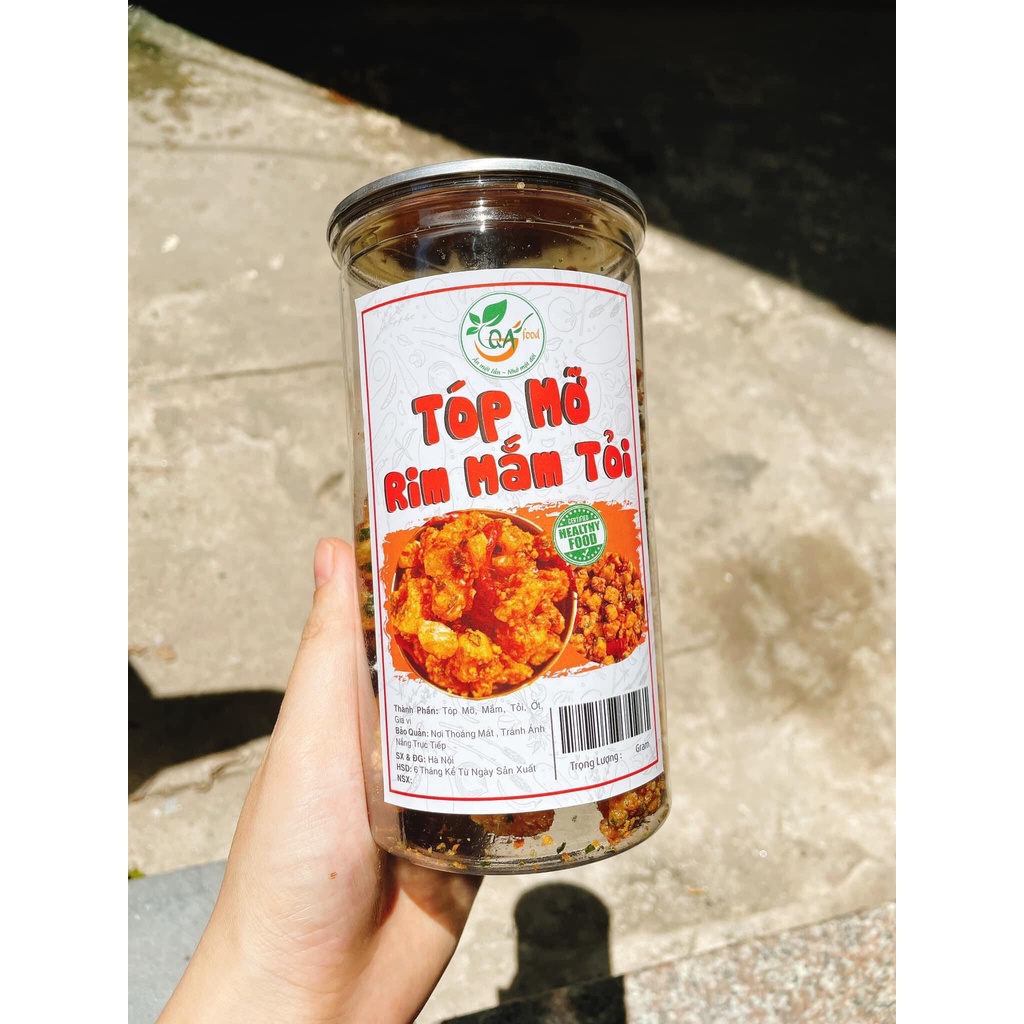 QA food
Ăn một lần - Nhớ một đời
Tóp Mỡ
Rim Mắm Tỏi
CERTIFIED
HEALTHY
FOOD
Thành Phần: Tóp Mỡ, Mắm, Tỏi, Ớt,
Gia vị
Bảo Quản: Nơi Thoáng Mát , Tránh Ánh
Nắng Trực Tiếp
SX & ĐG: Hà Nội
HSD: 6 Tháng Kể Từ Ngày Sản Xuất
NSX:
Trọng Lượng : Gram